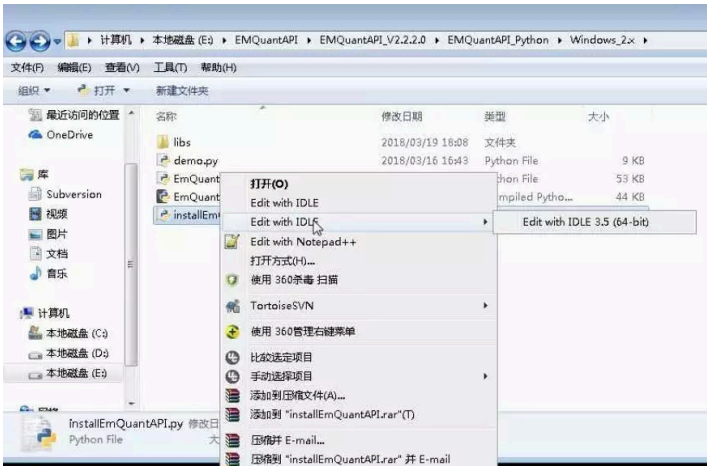 计算机 ▸ 本地磁盘 (E:) ▸ EMQuantAPI ▸ EMQuantAPI_V2.2.2.0 ▸ EMQuantAPI_Python ▸ Windows_2.x ▸
文件(F) 编辑(E) 查看(V) 工具(T) 帮助(H)
组织 打开 新建文件夹
最近访问的位置
OneDrive
库
Subversion
视频
图片
文档
音乐
计算机
本地磁盘 (C:)
本地磁盘 (D:)
本地磁盘 (E:)
名称 修改日期 类型 大小
libs 2018/03/19 18:08 文件夹
demo.py 2018/03/16 16:43 Python File 9 KB
EmQuant thon File 53 KB
EmQuant mpiled Pytho... 44 KB
installEm
打开(O)
Edit with IDLE
Edit with IDLE
Edit with IDLE 3.5 (64-bit)
Edit with Notepad++
打开方式(H)...
使用 360杀毒 扫描
TortoiseSVN
使用 360管理右键菜单
比较选定项目
手动选择项目
添加到压缩文件(A)...
添加到 "installEmQuantAPI.rar"(T)
压缩并 E-mail...
压缩到 "installEmQuantAPI.rar" 并 E-mail
installEmQuantAPI.py 修改日
Python File 大